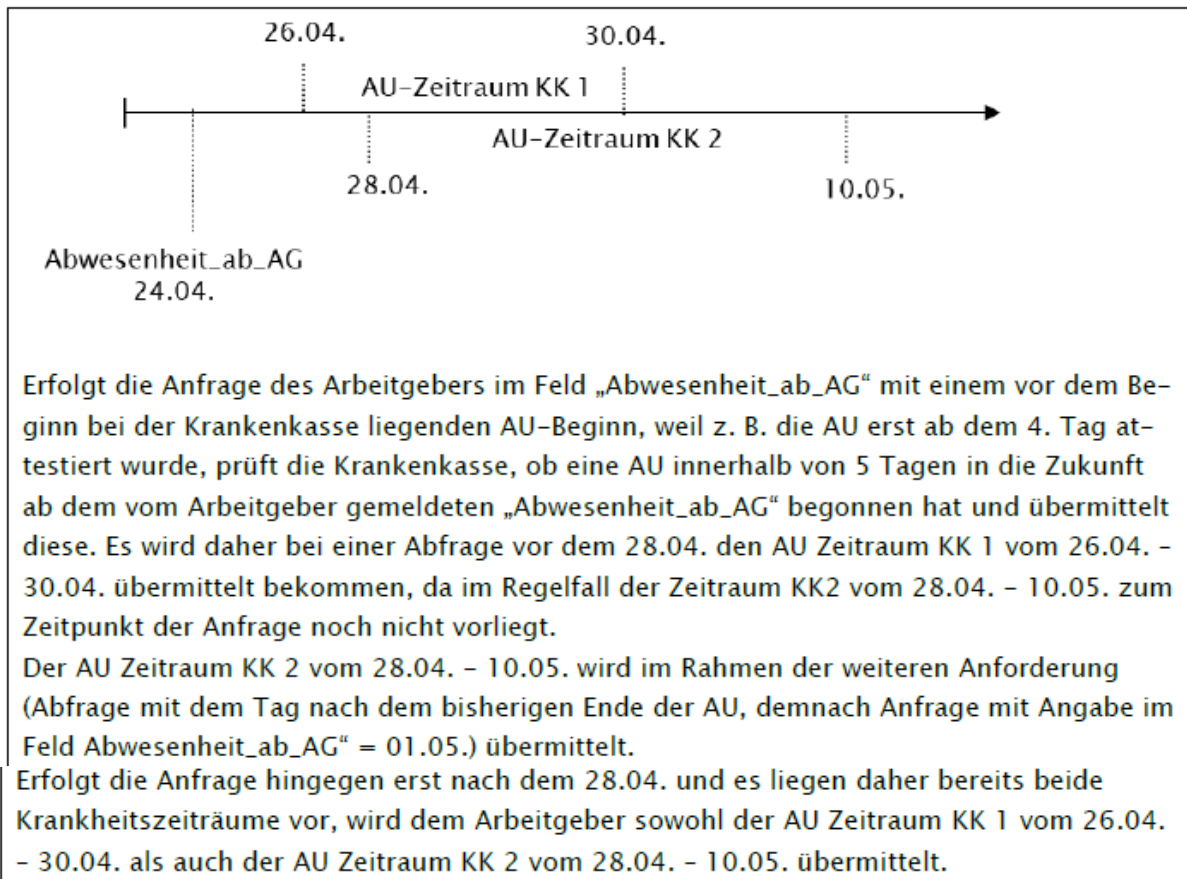 26.04.
30.04.
AU-Zeitraum KK 1
AU-Zeitraum KK 2
28.04.
10.05.
Abwesenheit_ab_AG
24.04.
Erfolgt die Anfrage des Arbeitgebers im Feld „Abwesenheit_ab_AG“ mit einem vor dem Be-
ginn bei der Krankenkasse liegenden AU-Beginn, weil z. B. die AU erst ab dem 4. Tag at-
testiert wurde, prüft die Krankenkasse, ob eine AU innerhalb von 5 Tagen in die Zukunft
ab dem vom Arbeitgeber gemeldeten „Abwesenheit_ab_AG“ begonnen hat und übermittelt
diese. Es wird daher bei einer Abfrage vor dem 28.04. den AU Zeitraum KK 1 vom 26.04. –
30.04. übermittelt bekommen, da im Regelfall der Zeitraum KK2 vom 28.04. – 10.05. zum
Zeitpunkt der Anfrage noch nicht vorliegt.
Der AU Zeitraum KK 2 vom 28.04. – 10.05. wird im Rahmen der weiteren Anforderung
(Abfrage mit dem Tag nach dem bisherigen Ende der AU, demnach Anfrage mit Angabe im
Feld Abwesenheit_ab_AG“ = 01.05.) übermittelt.
Erfolgt die Anfrage hingegen erst nach dem 28.04. und es liegen daher bereits beide
Krankheitszeiträume vor, wird dem Arbeitgeber sowohl der AU Zeitraum KK 1 vom 26.04.
– 30.04. als auch der AU Zeitraum KK 2 vom 28.04. – 10.05. übermittelt.